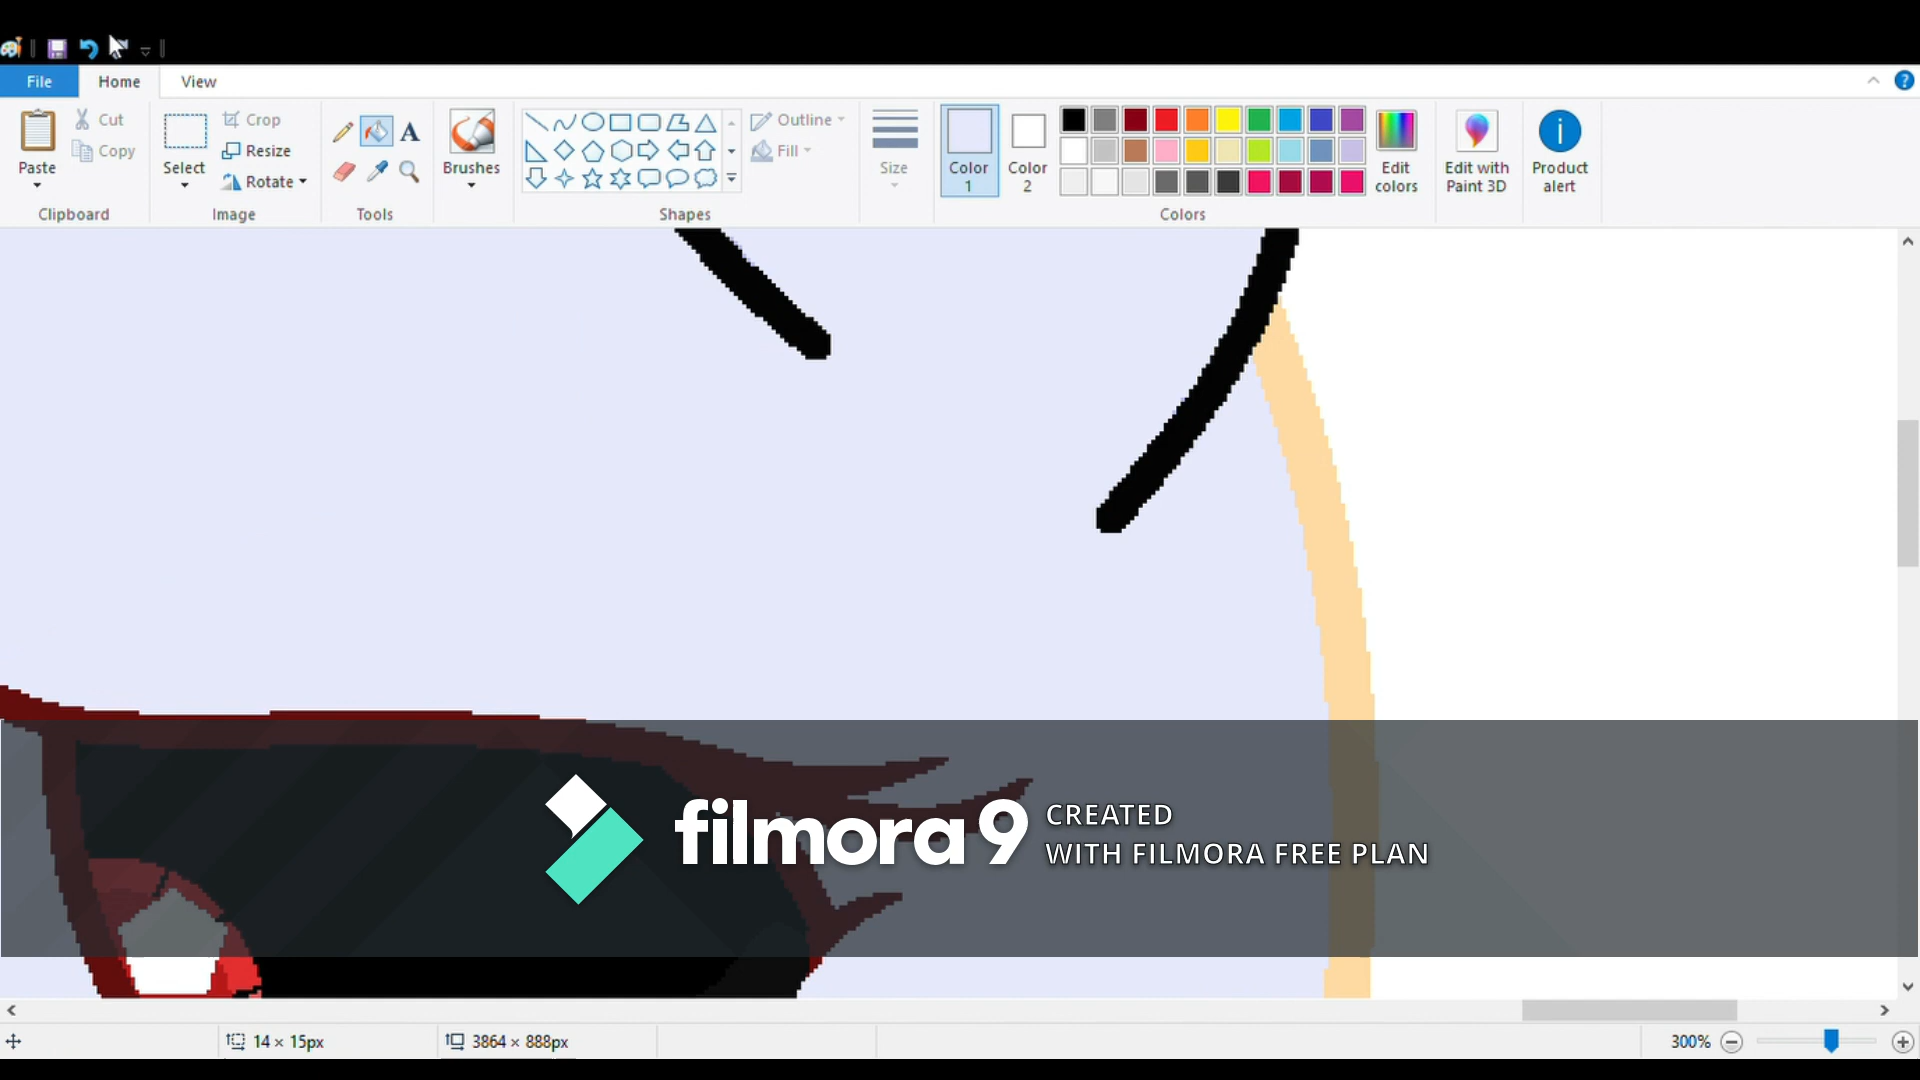 File Home View
Paste
Cut
Copy
Clipboard
Select
Crop
Resize
Rotate
Image
A
Tools
Brushes
Shapes
Outline
Fill
Size
Color
1
Color
2
Edit
colors
Colors
Edit with
Paint 3D
Product
alert
filmora9
CREATED
WITH FILMORA FREE PLAN
14 × 15px
3864 × 888px
300%